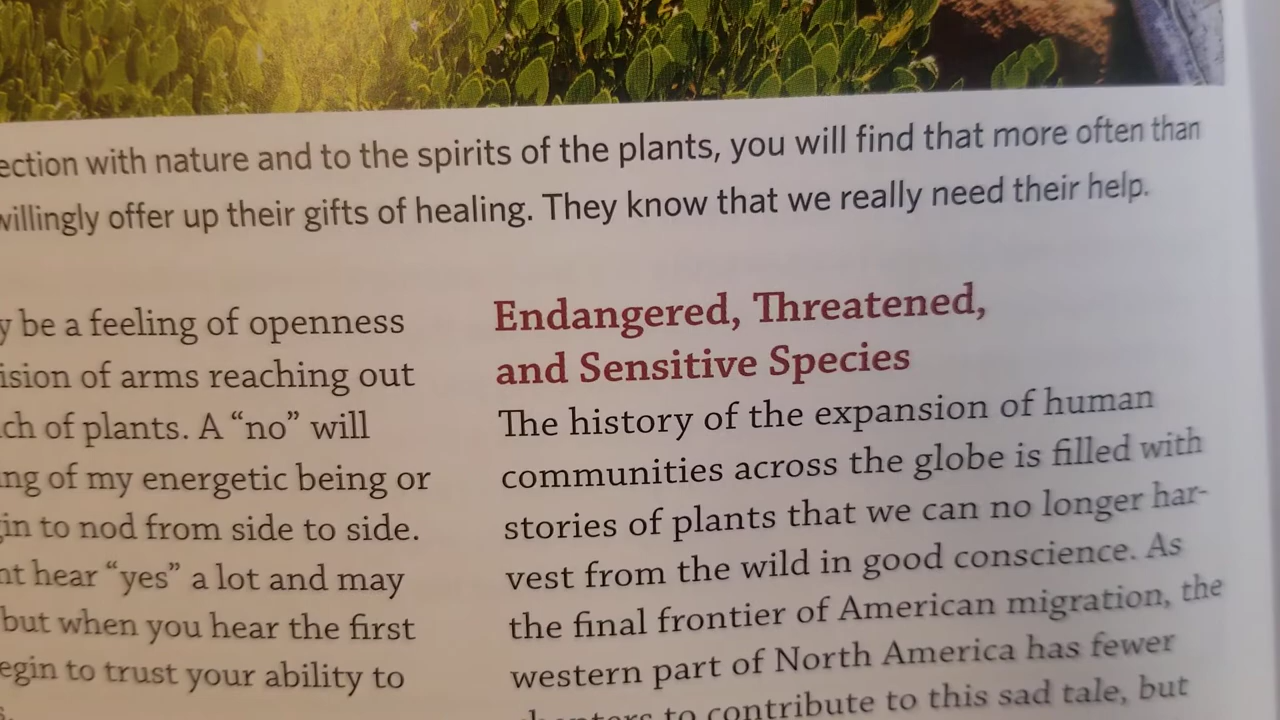 ection with nature and to the spirits of the plants, you will find that more often than
willingly offer up their gifts of healing. They know that we really need their help.
y be a feeling of openness
ision of arms reaching out
ch of plants. A “no” will
ng of my energetic being or
in to nod from side to side.
nt hear “yes” a lot and may
but when you hear the first
egin to trust your ability to
Endangered, Threatened,
and Sensitive Species
The history of the expansion of human
communities across the globe is filled with
stories of plants that we can no longer har-
vest from the wild in good conscience. As
the final frontier of American migration, the
western part of North America has fewer
to contribute to this sad tale, but